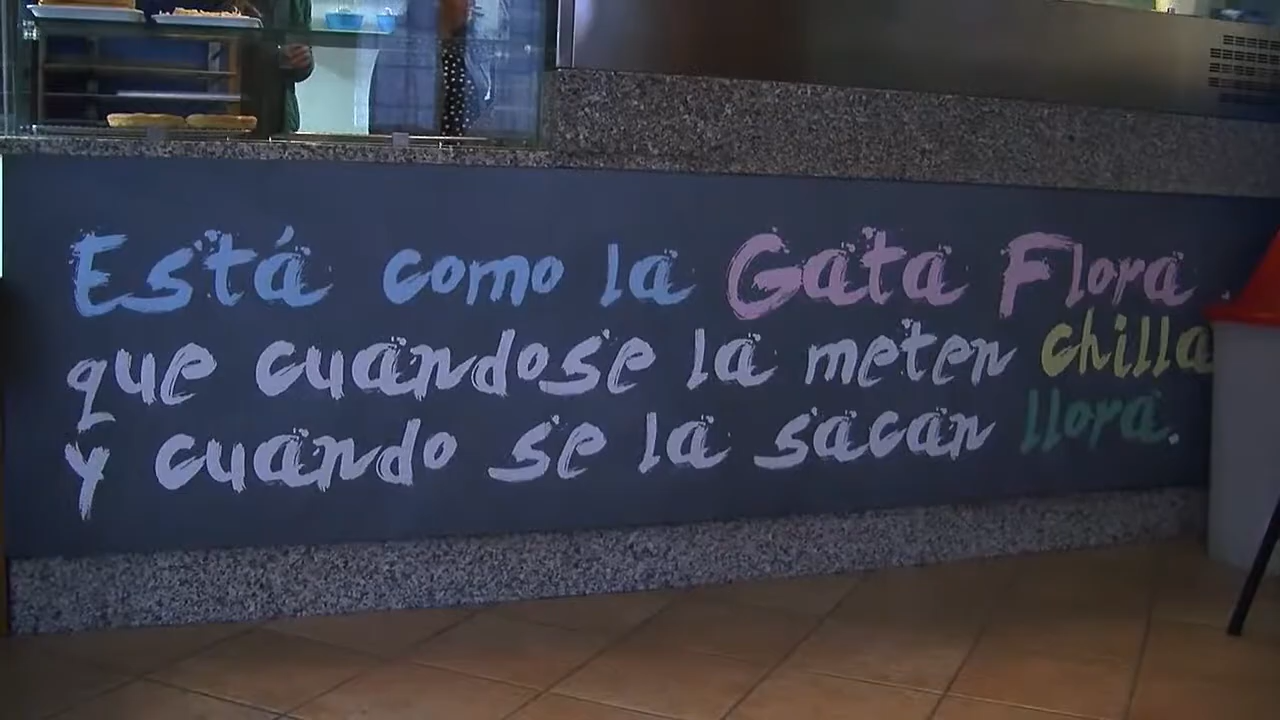 Está como la Gata Flora.
que cuandose la meten chilla
y cuando se la sacan llora.